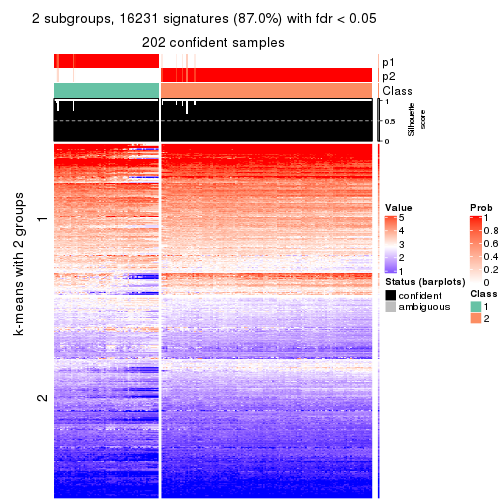 2 subgroups, 16231 signatures (87.0%) with fdr < 0.05
202 confident samples
p1
p2
Class
1
0.5
0
Silhouette
score
k-means with 2 groups
1
2
Value
5
4
3
2
1
Status (barplots)
confident
ambiguous
Prob
1
0.8
0.6
0.4
0.2
0
Class
1
2